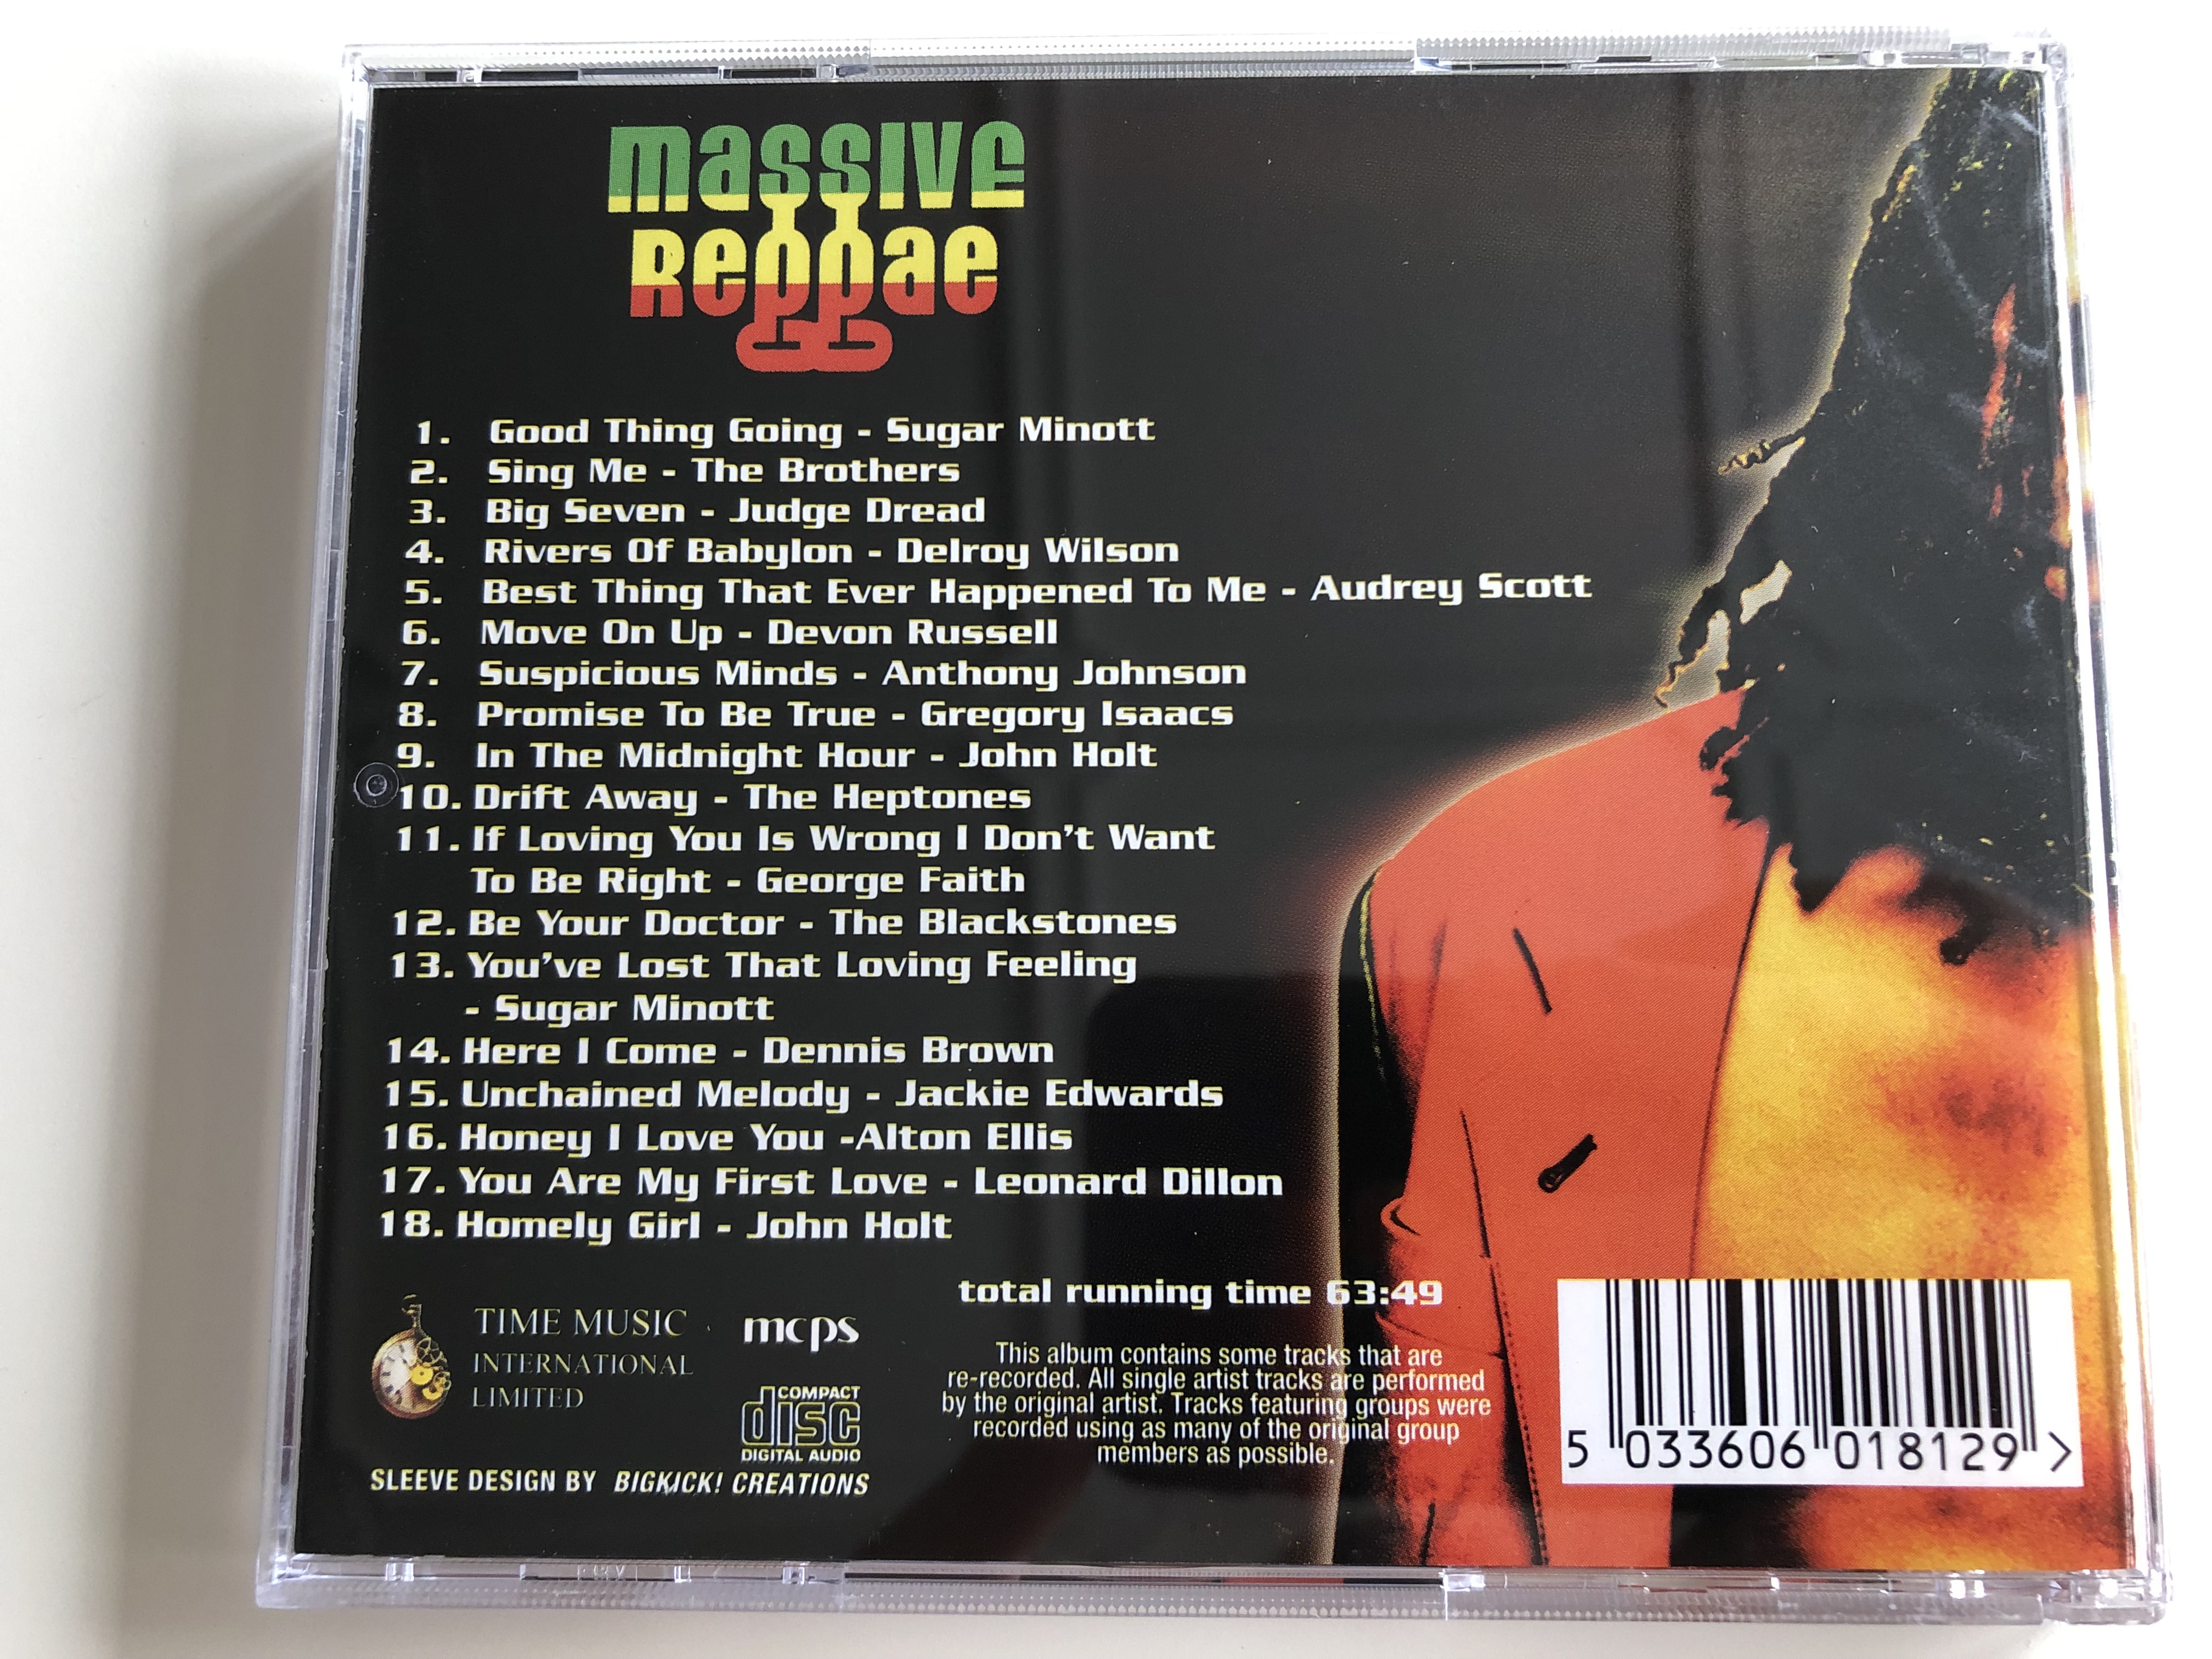 massive
Reggae
1. Good Thing Going - Sugar Minott
2. Sing Me - The Brothers
3. Big Seven - Judge Dread
4. Rivers Of Babylon - Delroy Wilson
5. Best Thing That Ever Happened To Me - Audrey Scott
6. Move On Up - Devon Russell
7. Suspicious Minds - Anthony Johnson
8. Promise To Be True - Gregory Isaacs
9. In The Midnight Hour - John Holt
10. Drift Away - The Heptones
11. If Loving You Is Wrong I Don't Want
To Be Right - George Faith
12. Be Your Doctor - The Blackstones
13. You've Lost That Loving Feeling
- Sugar Minott
14. Here I Come - Dennis Brown
15. Unchained Melody - Jackie Edwards
16. Honey I Love You -Alton Ellis
17. You Are My First Love - Leonard Dillon
18. Homely Girl - John Holt
total running time 63:49
TIME MUSIC
INTERNATIONAL
LIMITED
mcps
COMPACT
disc
DIGITAL AUDIO
SLEEVE DESIGN BY BIGKICK! CREATIONS
This album contains some tracks that are
re-recorded. All single artist tracks are performed
by the original artist. Tracks featuring groups were
recorded using as many of the original group
members as possible.
5 033606 018129 >